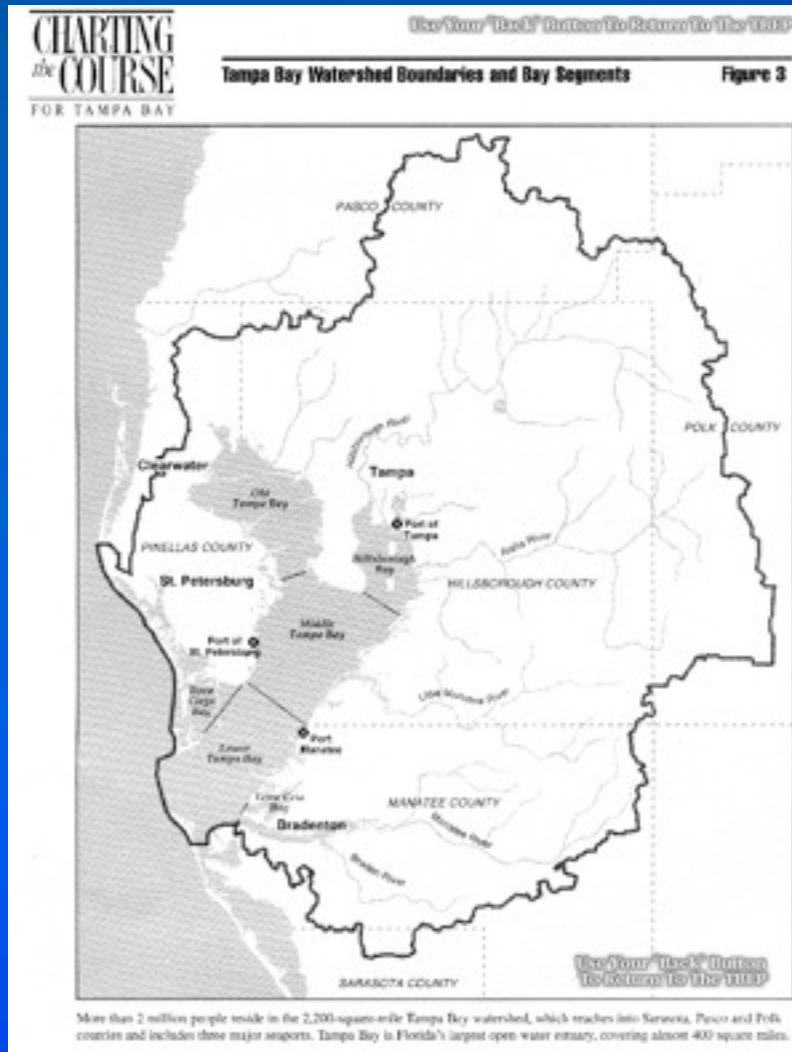 CHARTING
the COURSE
FOR TAMPA BAY
Use Your "Back" Button To Return To The TBEP
Tampa Bay Watershed Boundaries and Bay Segments
Figure 3
PASCO COUNTY
POLK COUNTY
Hillsborough River
Clearwater
Tampa
Old
Tampa Bay
Port of
Tampa
Alafia River
PINELLAS COUNTY
Hillsborough
Bay
St. Petersburg
HILLSBOROUGH COUNTY
Middle
Tampa Bay
Port of
St. Petersburg
Boca
Ciega
Bay
Little Manatee River
Port
Manatee
Lower
Tampa Bay
Terra Ceia
Bay
MANATEE COUNTY
Bradenton
Manatee River
Braden River
Use Your "Back" Button
To Return To The TBEP
SARASOTA COUNTY
More than 2 million people reside in the 2,200-square-mile Tampa Bay watershed, which reaches into Sarasota, Pasco and Polk
counties and includes three major seaports. Tampa Bay is Florida's largest open water estuary, covering almost 400 square miles.